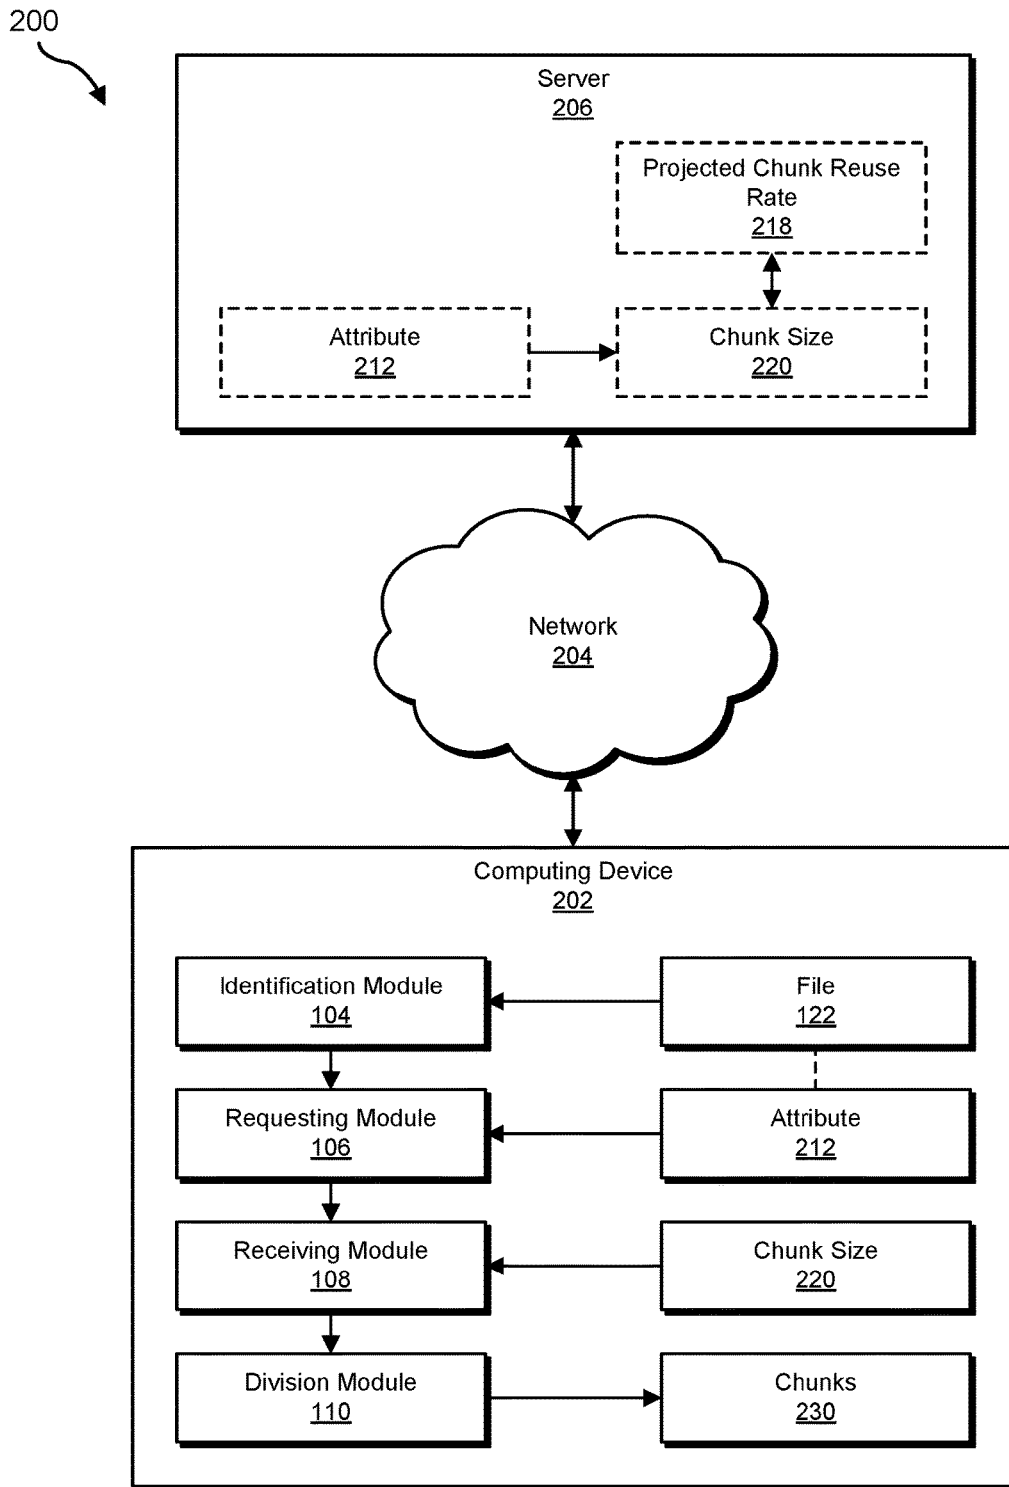 200
Server
206
Projected Chunk Reuse
Rate
218
Attribute
212
Chunk Size
220
Network
204
Computing Device
202
Identification Module
104
File
122
Requesting Module
106
Attribute
212
Receiving Module
108
Chunk Size
220
Division Module
110
Chunks
230